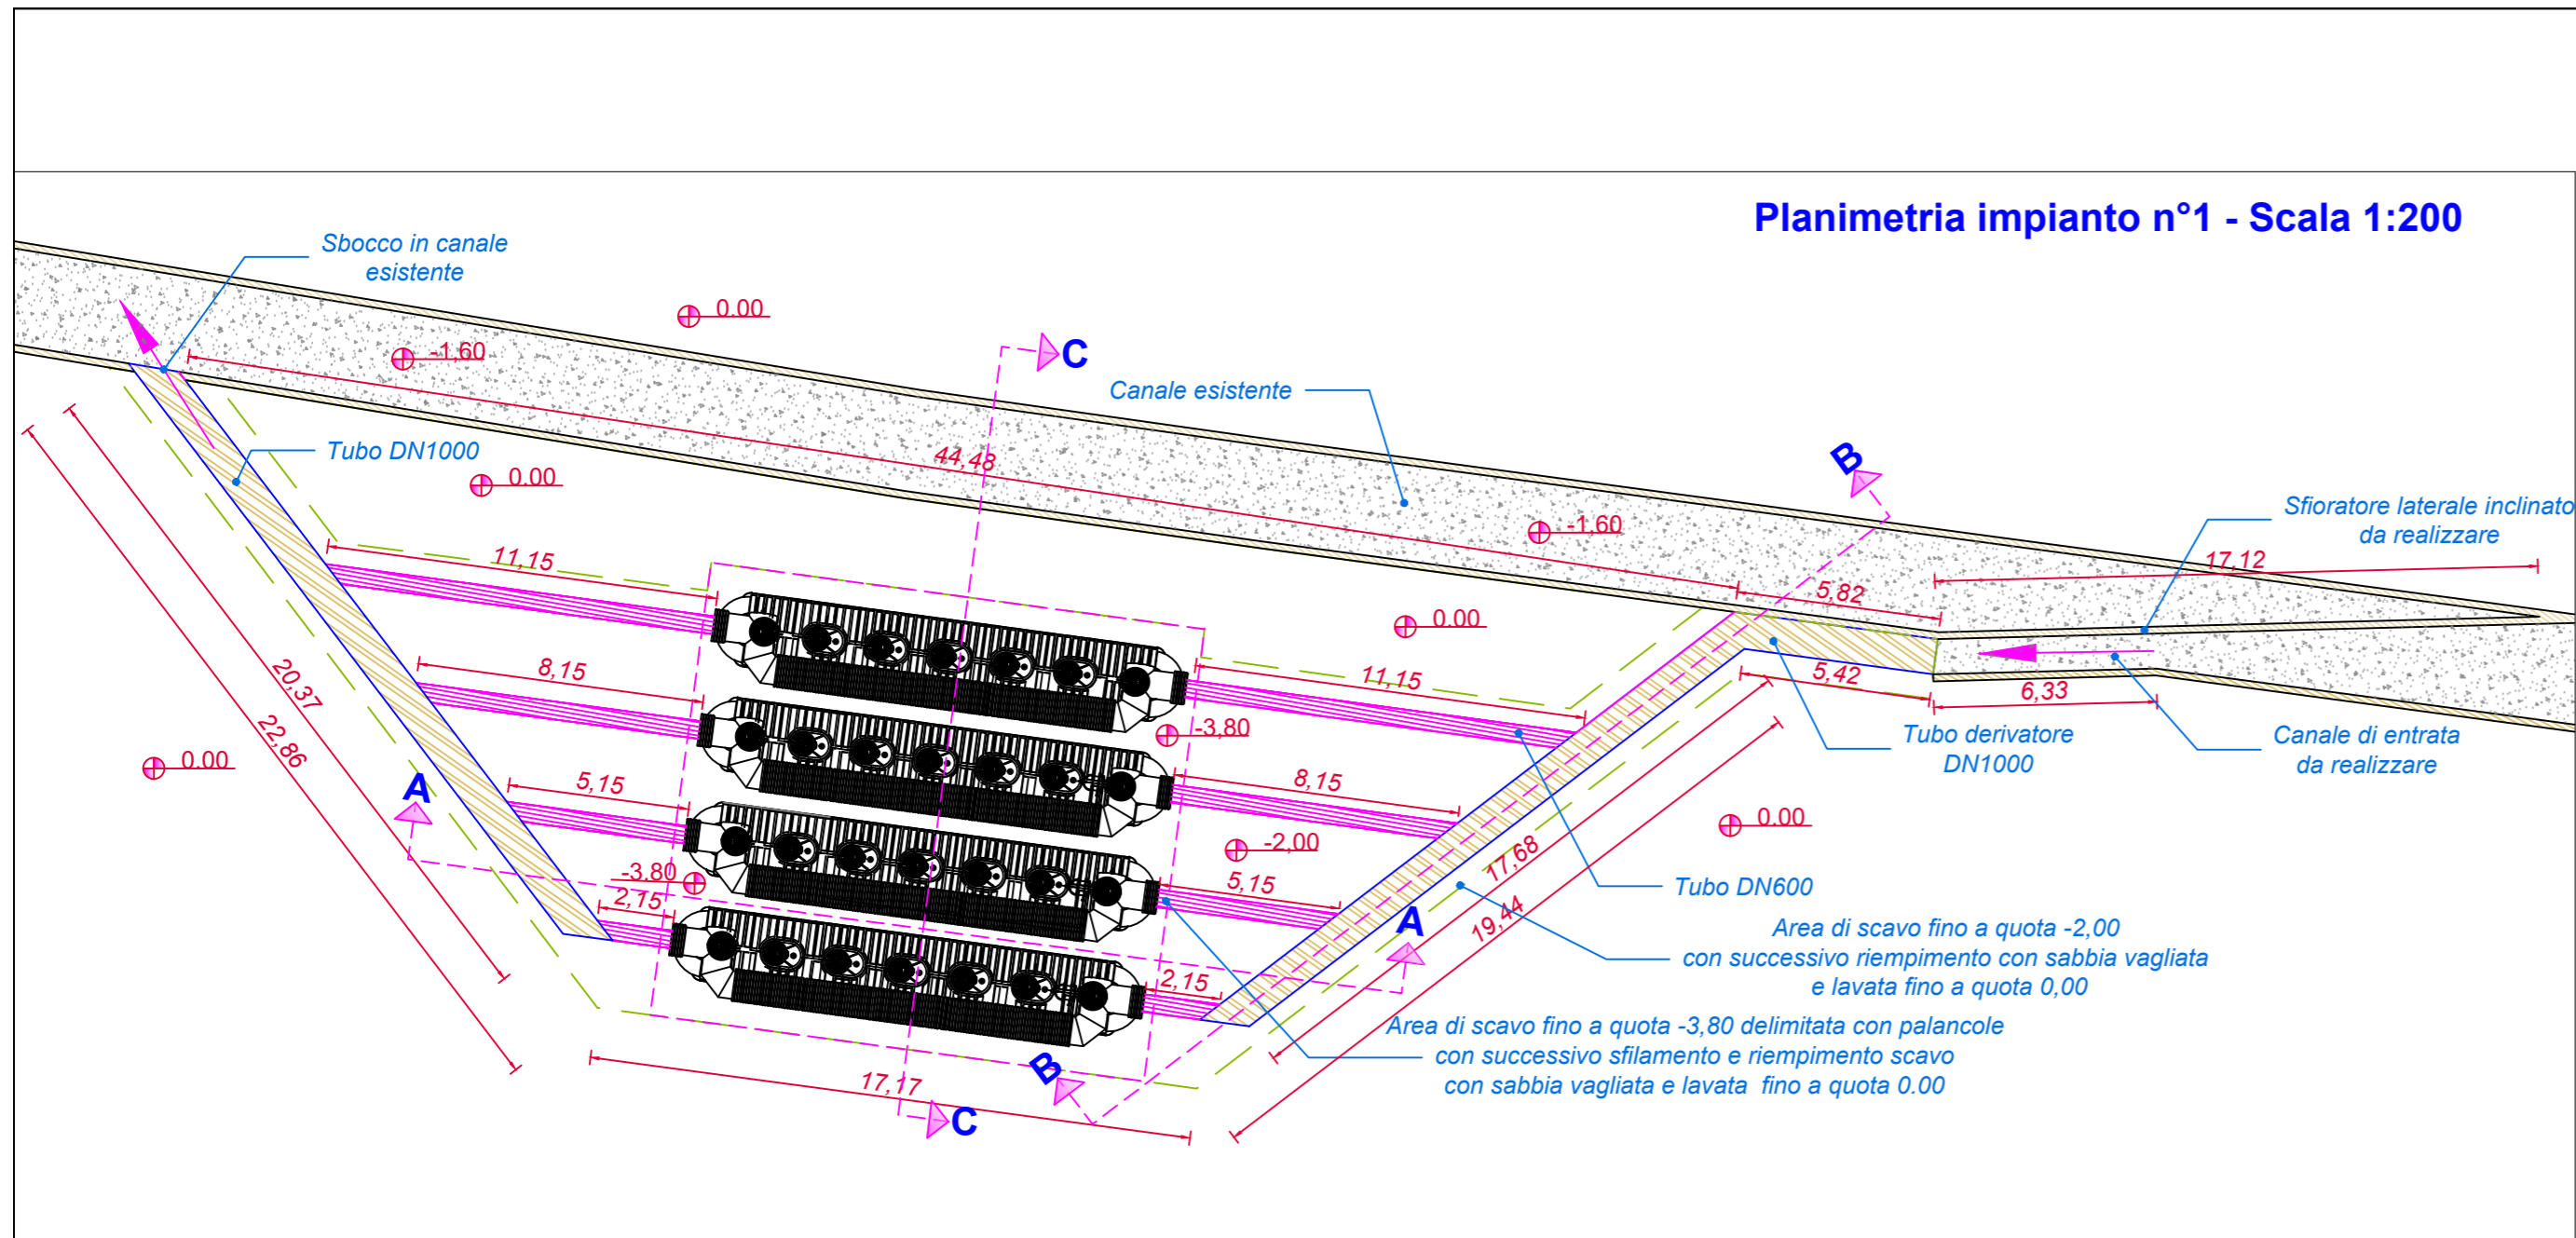 Planimetria impianto n°1 - Scala 1:200
Sbocco in canale
esistente
0.00
-1,60
C
Canale esistente
Tubo DN1000
44,48
B
0.00
-1,60
Sfioratore laterale inclinato
da realizzare
17,12
11,15
5,82
0.00
8,15
11,15
5,42
6,33
20,37
22,86
-3,80
Tubo derivatore
DN1000
Canale di entrata
da realizzare
0.00
A
5,15
8,15
0.00
-2,00
17,68
-3.80
5,15
Tubo DN600
2,15
A
19,44
Area di scavo fino a quota -2,00
con successivo riempimento con sabbia vagliata
e lavata fino a quota 0,00
2,15
Area di scavo fino a quota -3,80 delimitata con palancole
con successivo sfilamento e riempimento scavo
con sabbia vagliata e lavata  fino a quota 0.00
B
17,17
C